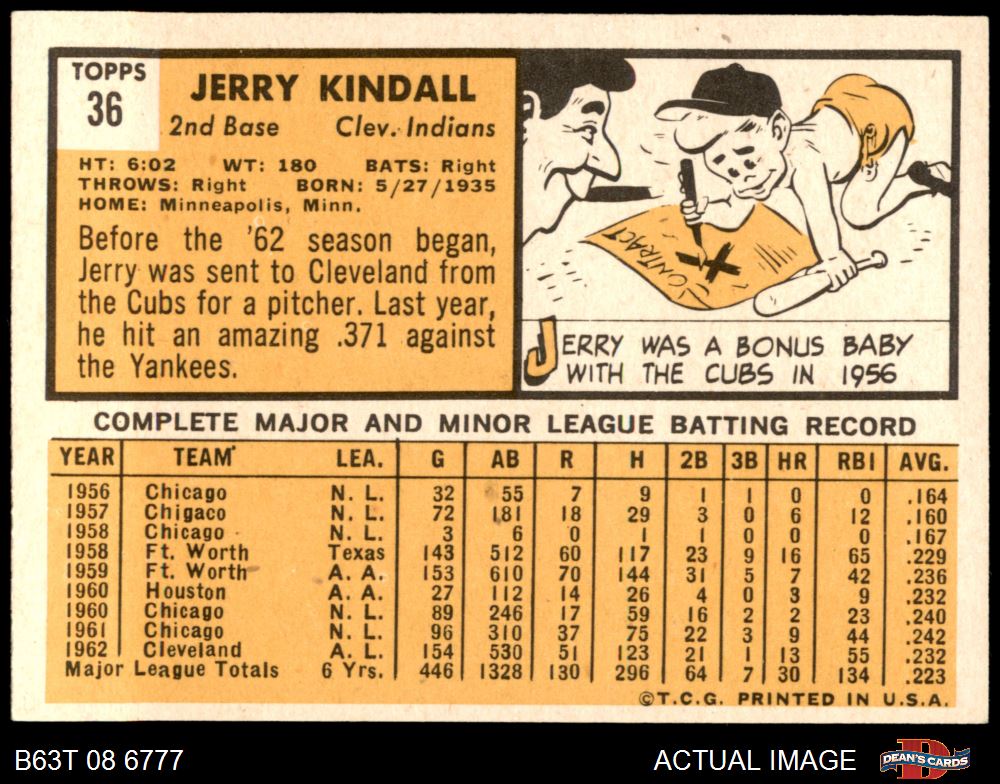 TOPPS
36
JERRY KINDALL
2nd Base Clev. Indians
HT: 6:02 WT: 180 BATS: Right
THROWS: Right BORN: 5/27/1935
HOME: Minneapolis, Minn.
Before the '62 season began,
Jerry was sent to Cleveland from
the Cubs for a pitcher. Last year,
he hit an amazing .371 against
the Yankees.
CONTRACT
X
JERRY WAS A BONUS BABY
WITH THE CUBS IN 1956
COMPLETE MAJOR AND MINOR LEAGUE BATTING RECORD
YEAR TEAM LEA. G AB R H 2B 3B HR RBI AVG.
1956 Chicago N. L. 32 55 7 9 1 1 0 0 .164
1957 Chigaco N. L. 72 181 18 29 3 0 6 12 .160
1958 Chicago N. L. 3 6 0 1 1 0 0 0 .167
1958 Ft. Worth Texas 143 512 60 117 23 9 16 65 .229
1959 Ft. Worth A. A. 153 610 70 144 31 5 7 42 .236
1960 Houston A. A. 27 112 14 26 4 0 3 9 .232
1960 Chicago N. L. 89 246 17 59 16 2 2 23 .240
1961 Chicago N. L. 96 310 37 75 22 3 9 44 .242
1962 Cleveland A. L. 154 530 51 123 21 1 13 55 .232
Major League Totals 6 Yrs. 446 1328 130 296 64 7 30 134 .223
©T.C.G. PRINTED IN U.S.A.
B63T 08 6777 ACTUAL IMAGE DEAN'S CARDS